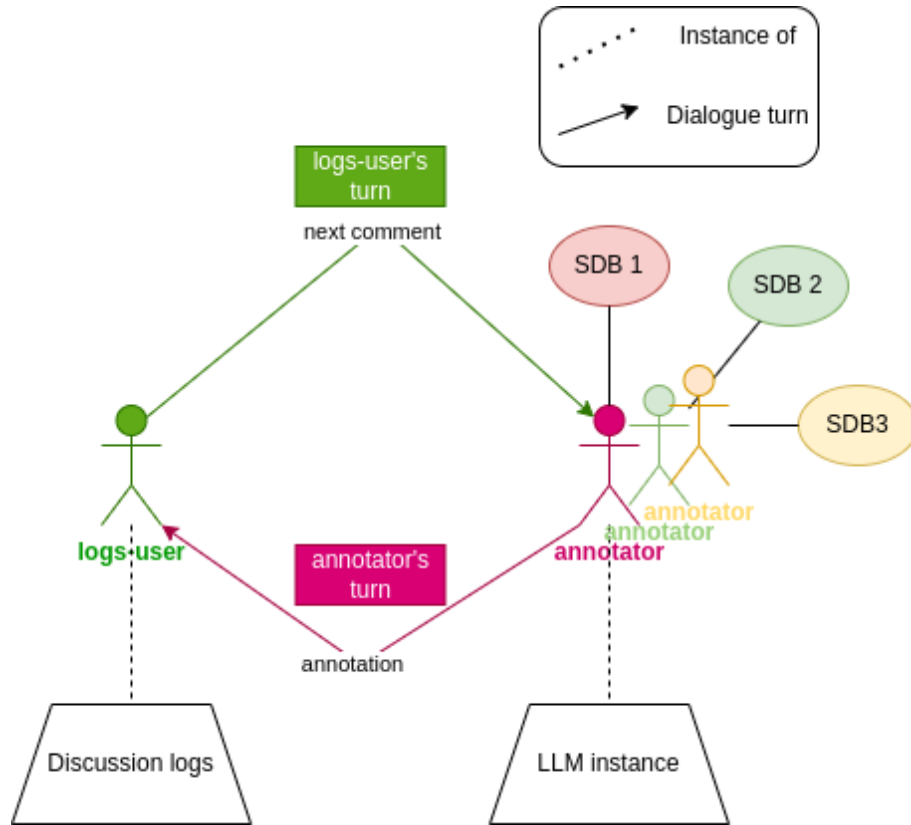 Instance of
Dialogue turn
logs-user's
turn
next comment
SDB 1
SDB 2
SDB3
annotator
annotator
annotator
logs-user
annotator's
turn
annotation
Discussion logs
LLM instance